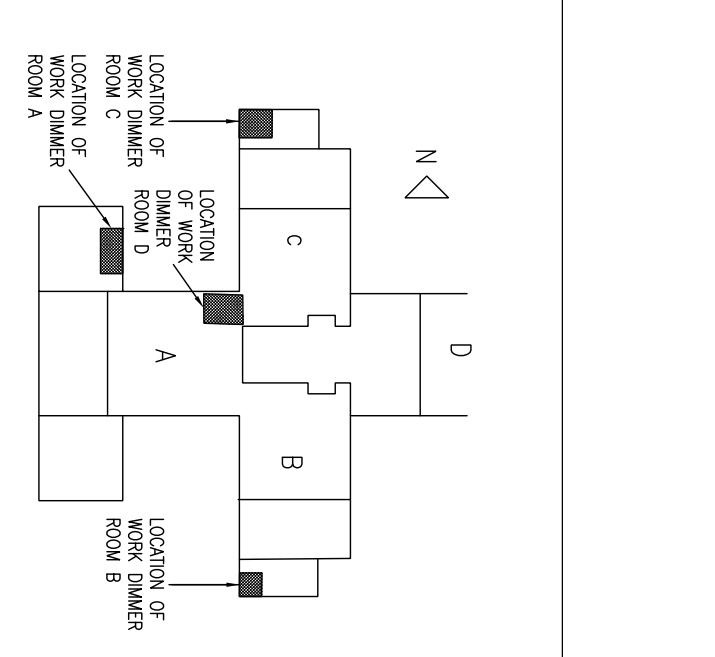 N
LOCATION OF
WORK DIMMER
ROOM C
LOCATION OF
WORK DIMMER
ROOM A
LOCATION
OF WORK
DIMMER
ROOM D
C
D
A
B
LOCATION OF
WORK DIMMER
ROOM B